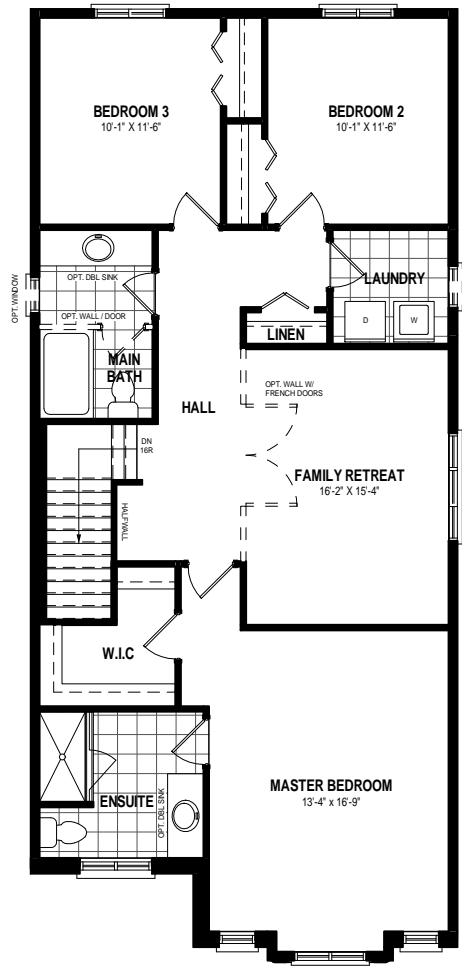 BEDROOM 3
10'-1" X 11'-6"
BEDROOM 2
10'-1" X 11'-6"
OPT. WINDOW
OPT. DBL SINK
LAUNDRY
OPT. WALL / DOOR
D
W
LINEN
MAIN
BATH
OPT. WALL W/
FRENCH DOORS
HALL
DN
16R
FAMILY RETREAT
16'-2" X 15'-4"
HALFWALL
W.I.C
ENSUITE
OPT. DBL SINK
MASTER BEDROOM
13'-4" x 16'-9"